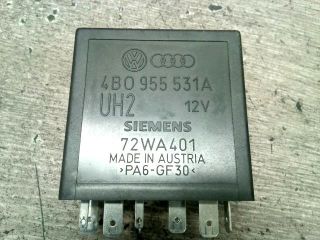 4B0 955 531A
UH2 12V
SIEMENS
72WA401
MADE IN AUSTRIA
>PA6-GF30<